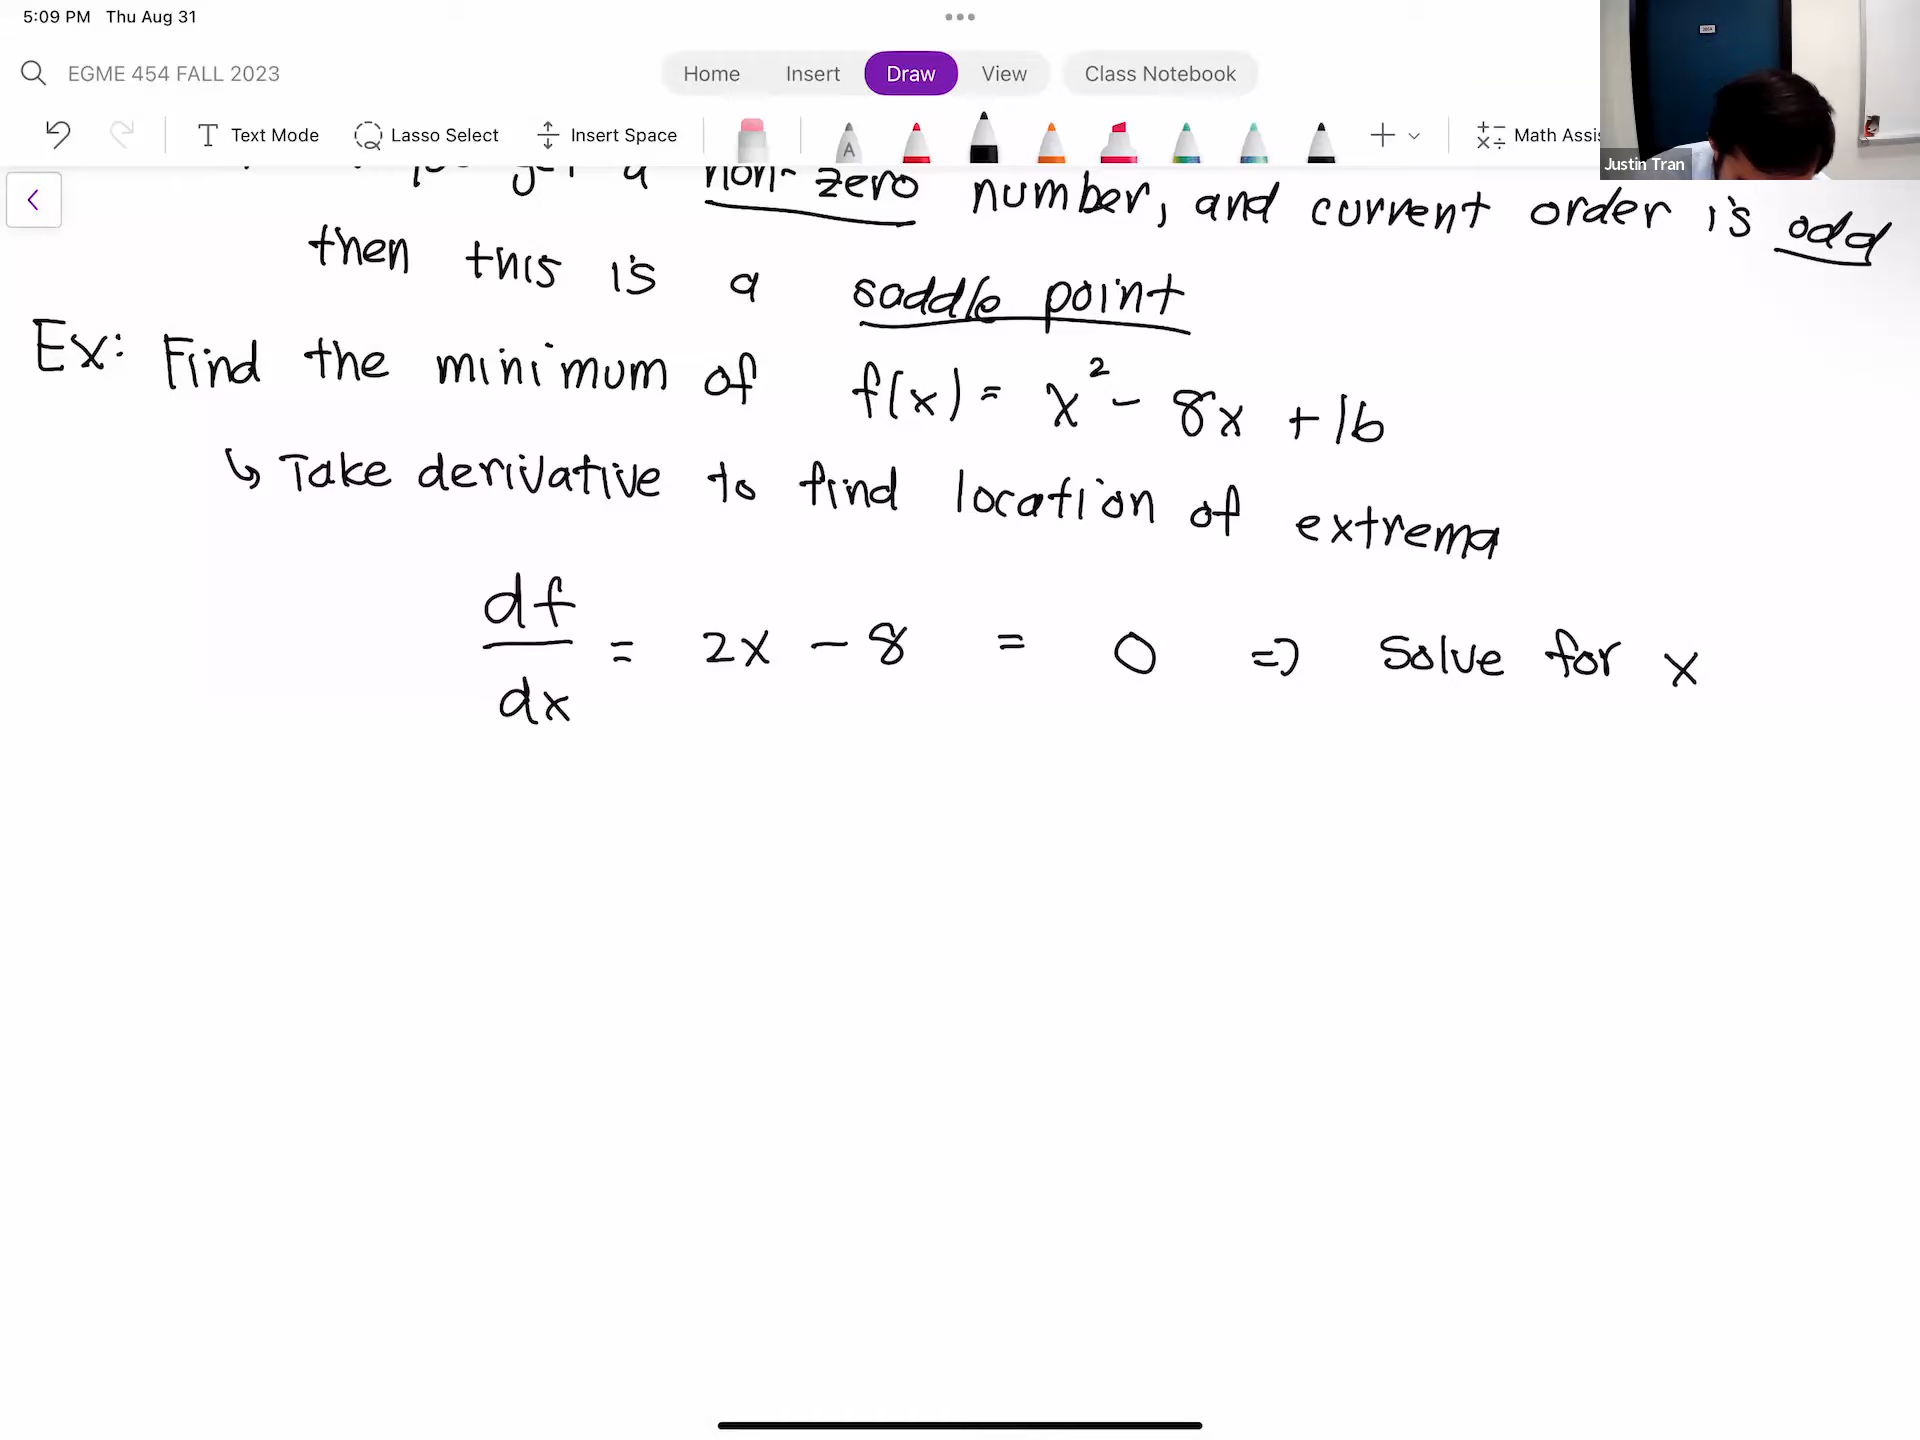 5:09 PM Thu Aug 31
EGME 454 FALL 2023
Home Insert Draw View Class Notebook
Text Mode Lasso Select Insert Space A Math Assis
Justin Tran
a non-zero number, and current order is odd
then this is a saddle point
Ex: Find the minimum of f(x) = x² - 8x + 16
↳ Take derivative to find location of extrema
df/dx = 2x - 8 = 0 => Solve for x